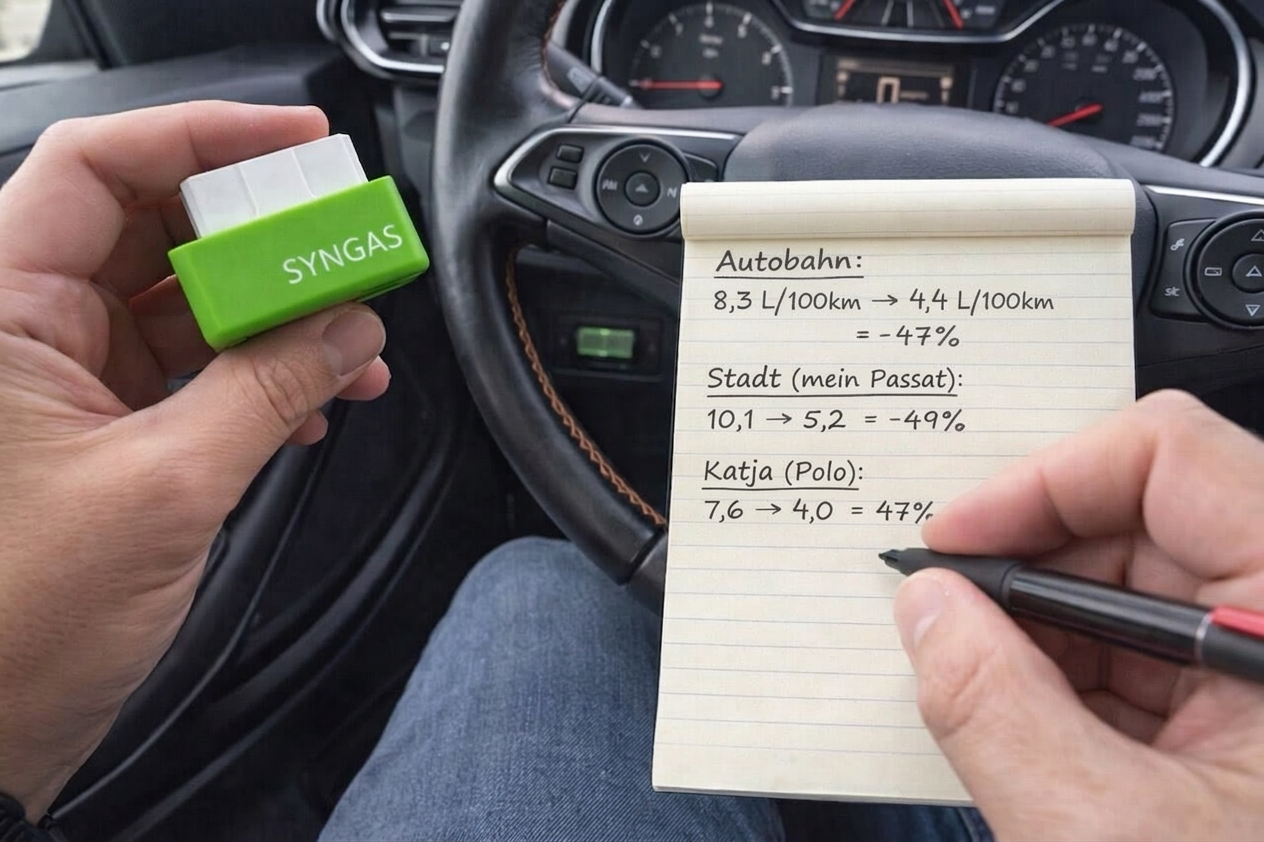 SYNGAS
Autobahn:
8,3 L/100km → 4,4 L/100km
= -47%
Stadt (mein Passat):
10,1 → 5,2 = -49%
Katja (Polo):
7,6 → 4,0 = 47%